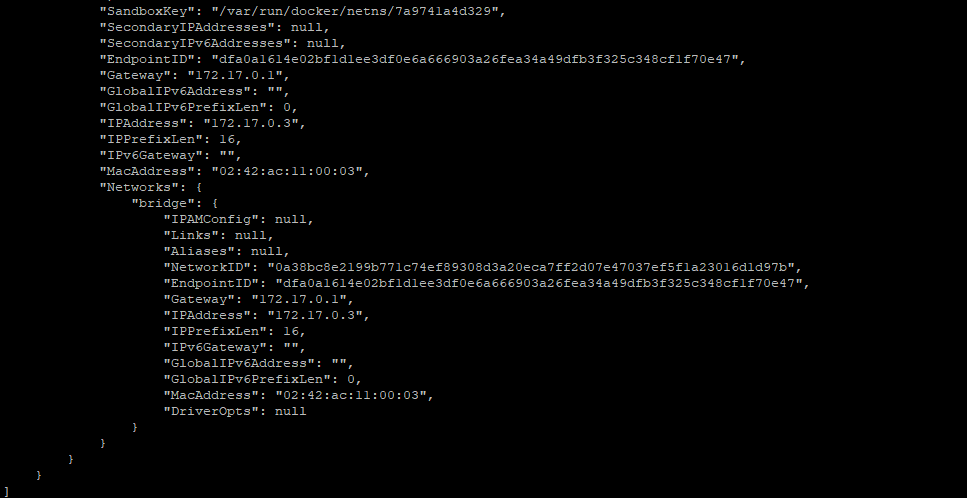 "SandboxKey": "/var/run/docker/netns/7a9741a4d329",
"SecondaryIPAddresses": null,
"SecondaryIPv6Addresses": null,
"EndpointID": "dfa0a1614e02bf1d1ee3df0e6a666903a26fea34a49dfb3f325c348cf1f70e47",
"Gateway": "172.17.0.1",
"GlobalIPv6Address": "",
"GlobalIPv6PrefixLen": 0,
"IPAddress": "172.17.0.3",
"IPPrefixLen": 16,
"IPv6Gateway": "",
"MacAddress": "02:42:ac:11:00:03",
"Networks": {
"bridge": {
"IPAMConfig": null,
"Links": null,
"Aliases": null,
"NetworkID": "0a38bc8e2199b771c74ef89308d3a20eca7ff2d07e47037ef5f1a23016d1d97b",
"EndpointID": "dfa0a1614e02bf1d1ee3df0e6a666903a26fea34a49dfb3f325c348cf1f70e47",
"Gateway": "172.17.0.1",
"IPAddress": "172.17.0.3",
"IPPrefixLen": 16,
"IPv6Gateway": "",
"GlobalIPv6Address": "",
"GlobalIPv6PrefixLen": 0,
"MacAddress": "02:42:ac:11:00:03",
"DriverOpts": null
}
}
}
}
]